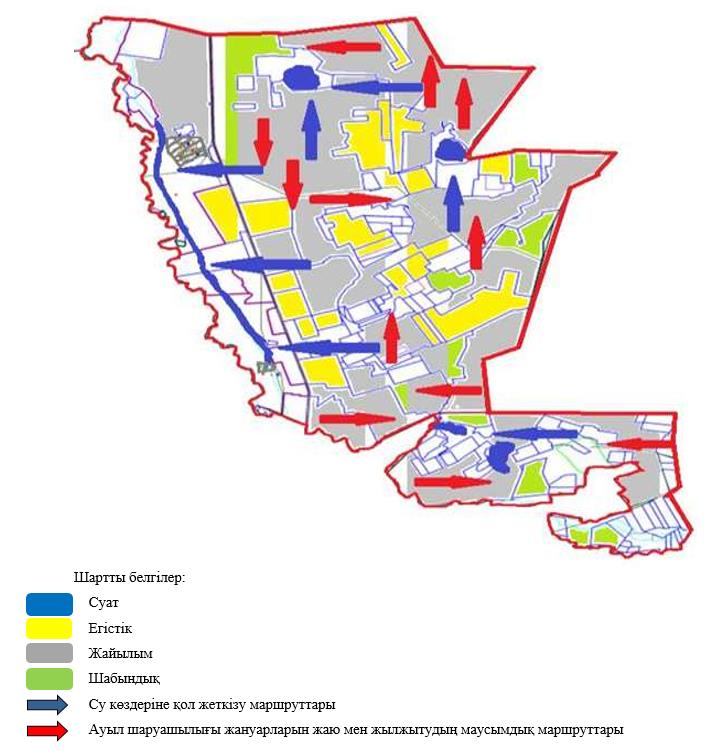 Шартты белгілер:
Суат
Егістік
Жайылым
Шабындық
Су көздеріне қол жеткізу маршруттары
Ауыл шаруашылығы жануарларын жаю мен жылжытудың маусымдық маршруттары